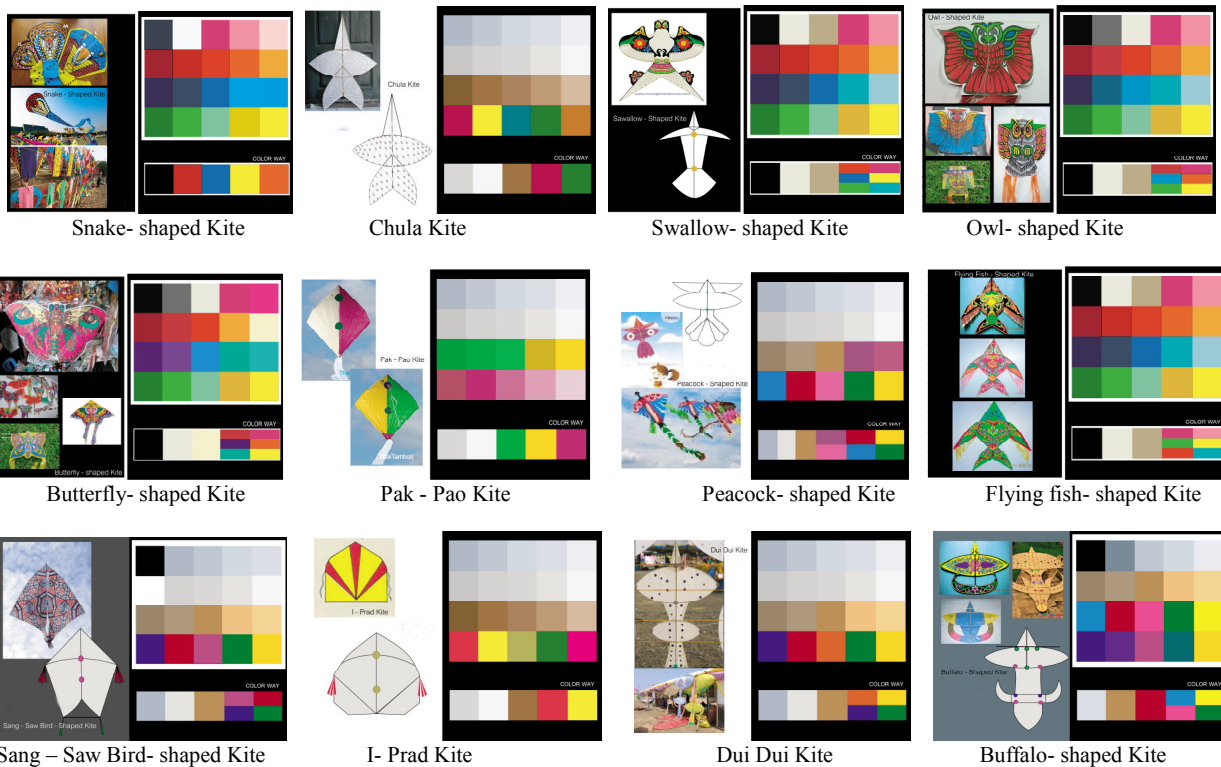 Snake - Shaped Kite
COLOR WAY
Snake- shaped Kite
Chula Kite
COLOR WAY
Chula Kite
Sawallow - Shaped Kite
COLOR WAY
Swallow- shaped Kite
Owl - Shaped Kite
COLOR WAY
Owl- shaped Kite
Butterfly - shaped Kite
COLOR WAY
Butterfly- shaped Kite
Pak - Pao Kite
COLOR WAY
Pak - Pao Kite
Peacock - Shaped Kite
COLOR WAY
Peacock- shaped Kite
Flying Fish - Shaped Kite
COLOR WAY
Flying fish- shaped Kite
Sang - Saw Bird - Shaped Kite
COLOR WAY
Sang – Saw Bird- shaped Kite
I - Prad Kite
COLOR WAY
I- Prad Kite
Dui Dui Kite
COLOR WAY
Dui Dui Kite
Buffalo - Shaped Kite
COLOR WAY
Buffalo- shaped Kite